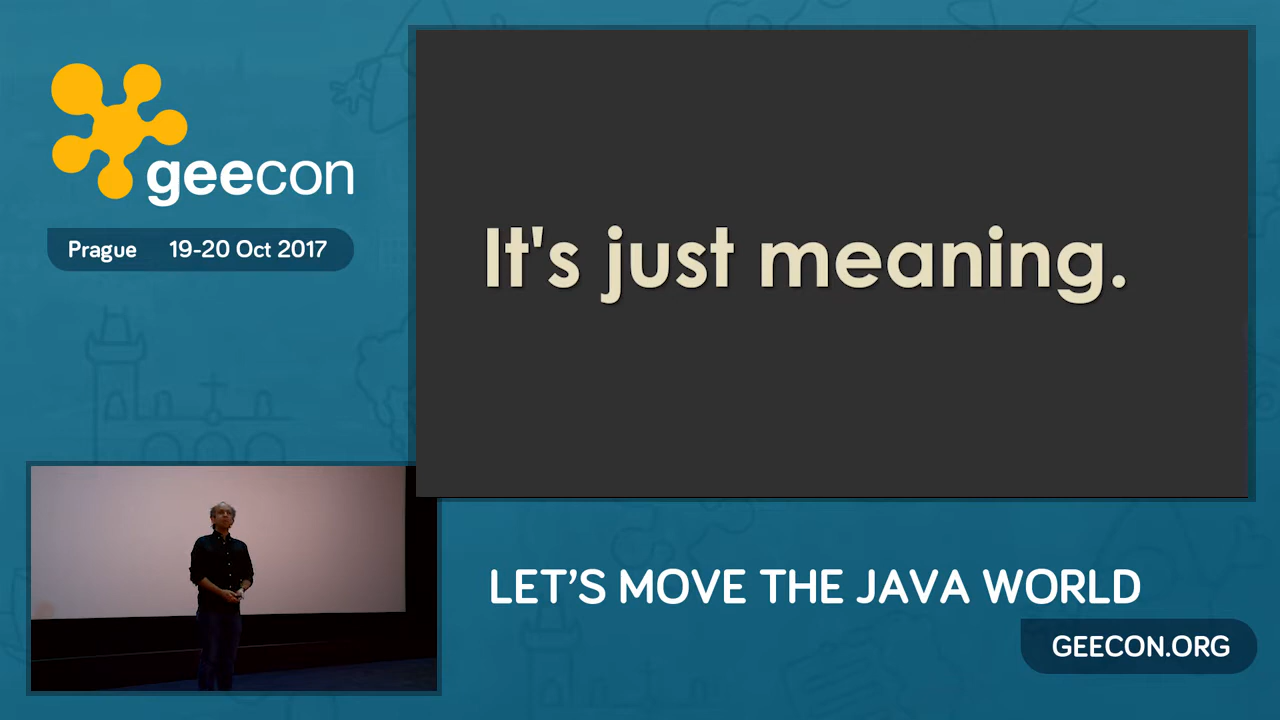 geecon
Prague 19-20 Oct 2017
It's just meaning.
LET'S MOVE THE JAVA WORLD
GEECON.ORG